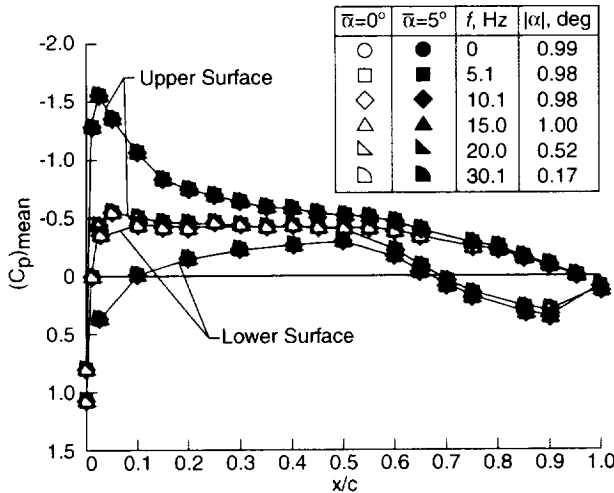 ᾱ=0° ᾱ=5° f, Hz |α|, deg
0 0.99
5.1 0.98
10.1 0.98
15.0 1.00
20.0 0.52
30.1 0.17
Upper Surface
Lower Surface
(Cp)mean
-2.0
-1.5
-1.0
-0.5
0
0.5
1.0
1.5
0 0.1 0.2 0.3 0.4 0.5 0.6 0.7 0.8 0.9 1.0
x/c